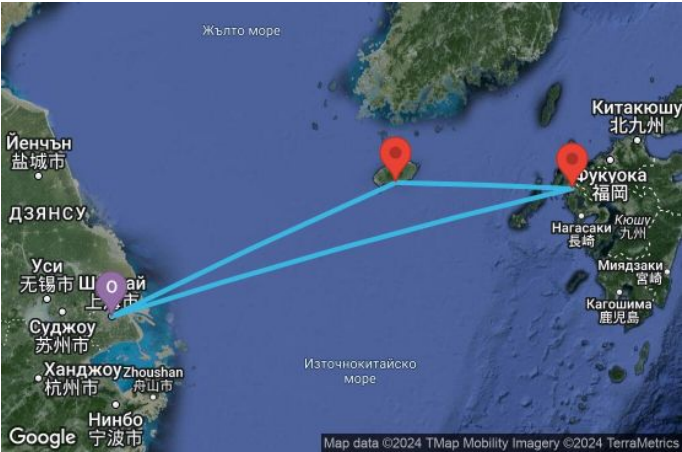 Жълто море
Китакюшу
北九州
Йенчън
盐城市
Фукуока
福岡
ДЗЯНСУ
Нагасаки
長崎
Кюшу
九州
Уси
无锡市
Миядзаки
宮崎
O
Суджоу
苏州市
Кагошима
鹿児島
Ханджоу
杭州市
Zhoushan
舟山市
Източнокитайско
море
Нинбо
宁波市
Google
Map data ©2024 TMap Mobility Imagery ©2024 TerraMetrics